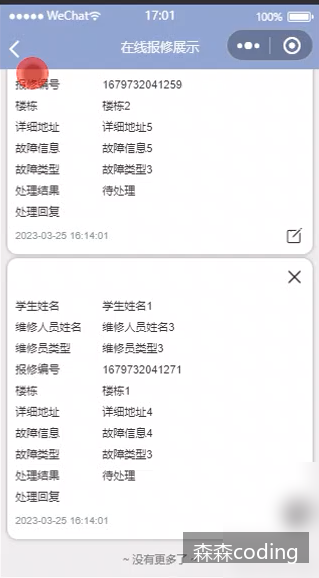 WeChat 17:01 100%
在线报修展示
报修编号 1679732041259
楼栋 楼栋2
详细地址 详细地址5
故障信息 故障信息5
故障类型 故障类型3
处理结果 待处理
处理回复
2023-03-25 16:14:01
学生姓名 学生姓名1
维修人员姓名 维修人员姓名3
维修员类型 维修员类型3
报修编号 1679732041271
楼栋 楼栋1
详细地址 详细地址4
故障信息 故障信息4
故障类型 故障类型3
处理结果 待处理
处理回复
2023-03-25 16:14:01
~ 没有更多了
森森coding